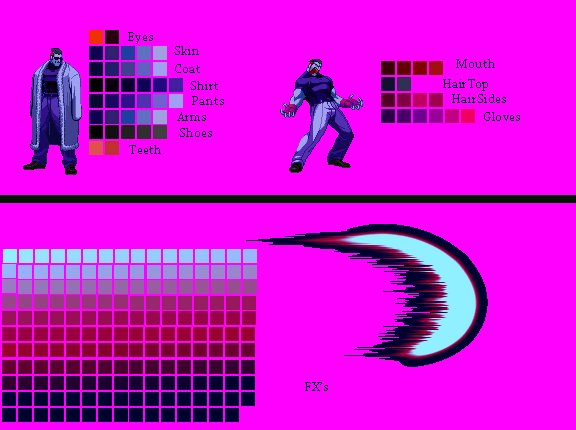 Eyes
Skin
Coat
Shirt
Pants
Arms
Shoes
Teeth
Mouth
HairTop
HairSides
Gloves
FX's